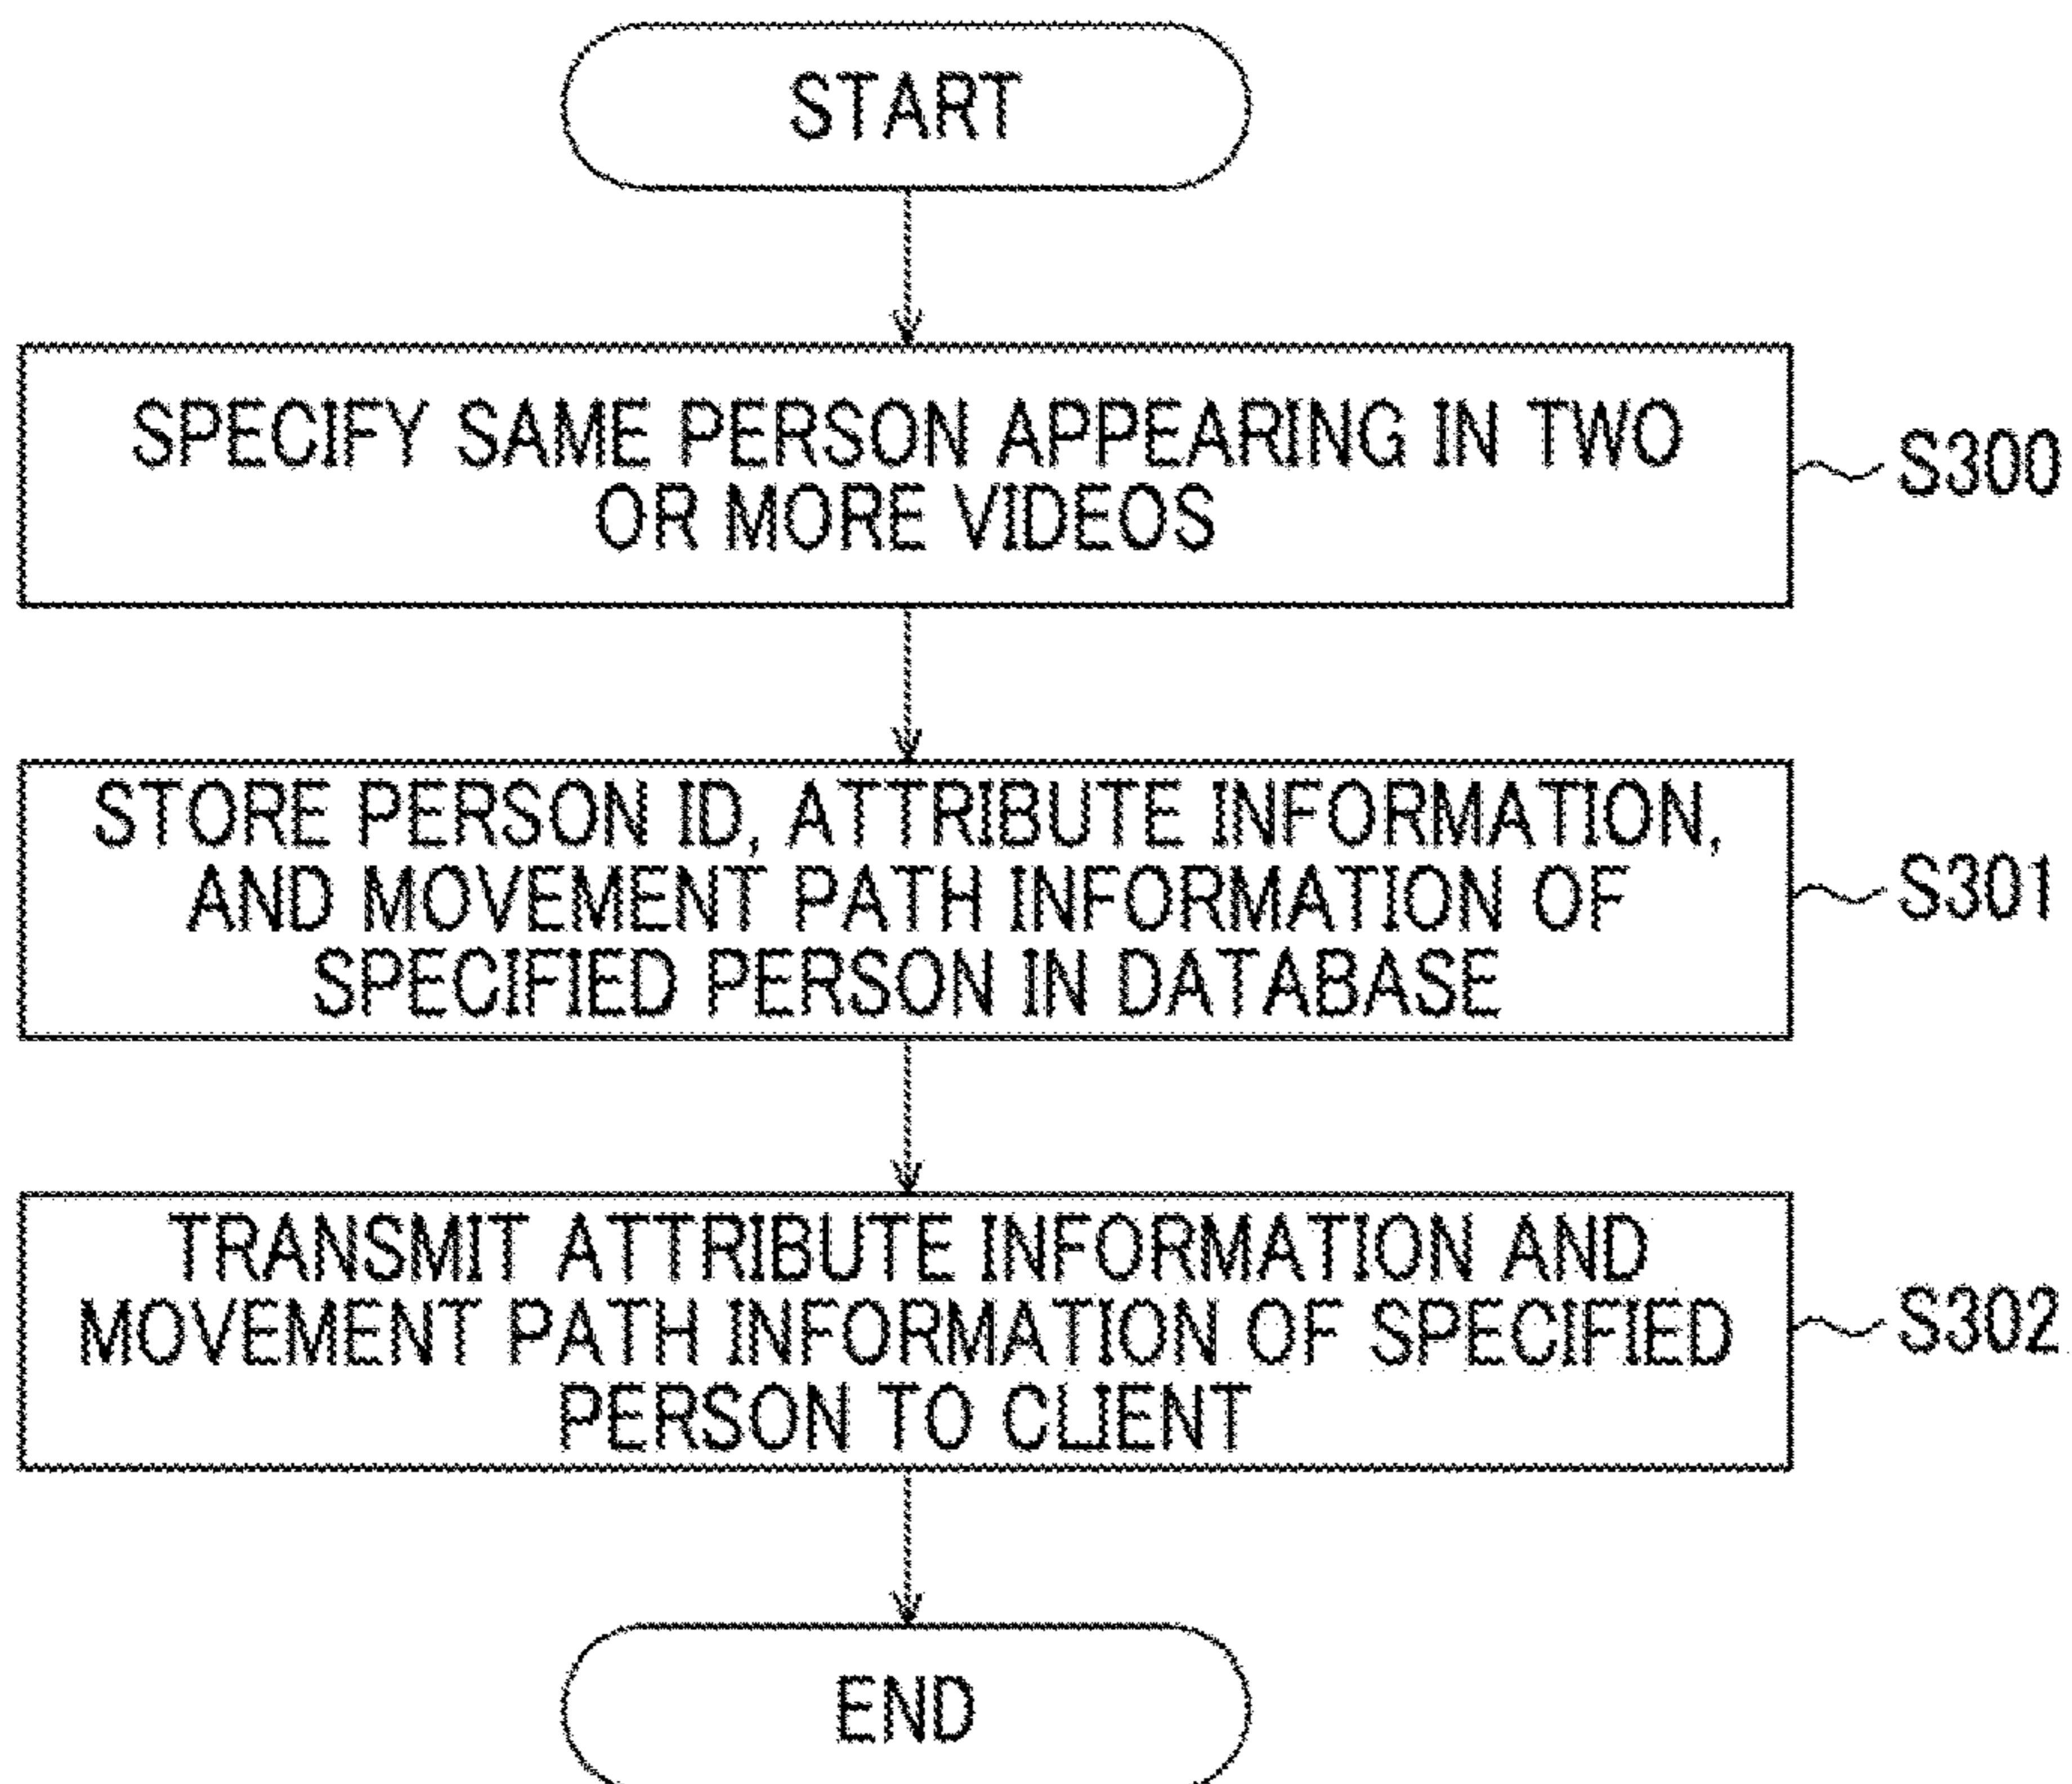 START
SPECIFY SAME PERSON APPEARING IN TWO
OR MORE VIDEOS
S300
STORE PERSON ID, ATTRIBUTE INFORMATION,
AND MOVEMENT PATH INFORMATION OF
SPECIFIED PERSON IN DATABASE
S301
TRANSMIT ATTRIBUTE INFORMATION AND
MOVEMENT PATH INFORMATION OF SPECIFIED
PERSON TO CLIENT
S302
END